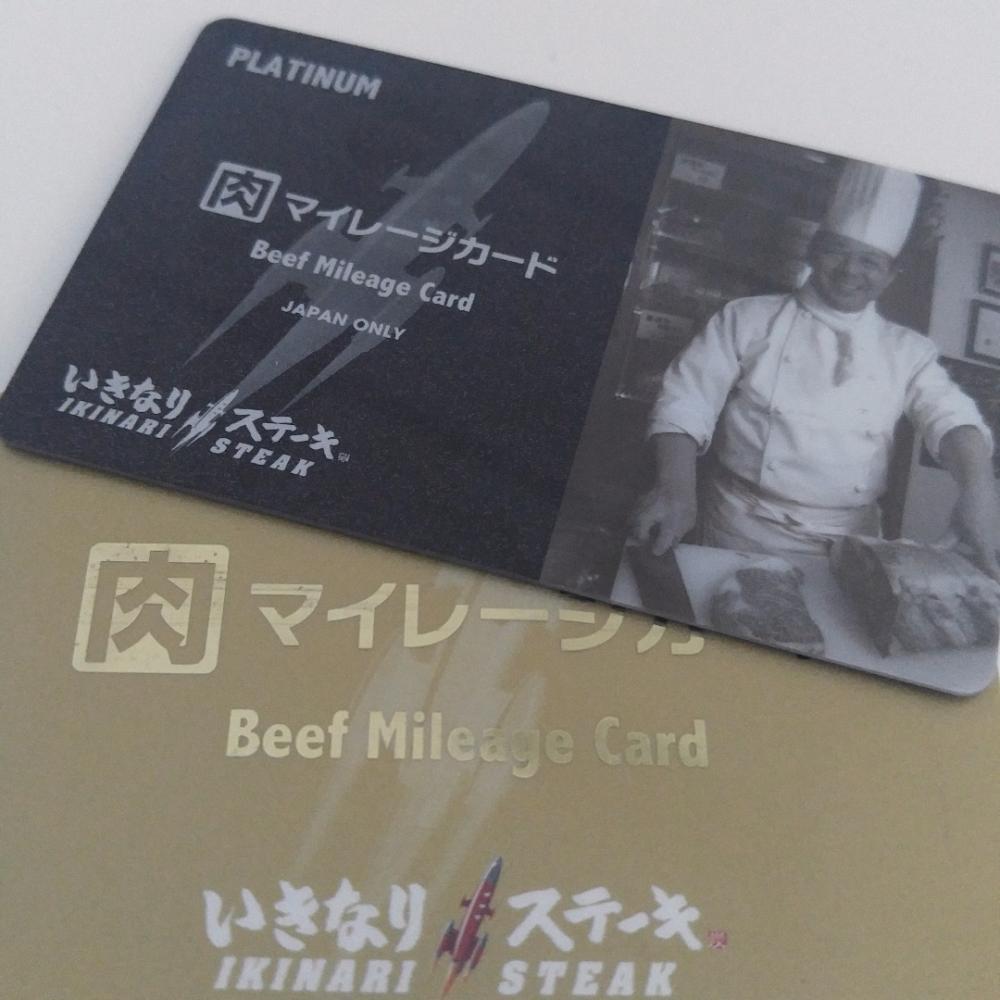 PLATINUM
肉 マイレージカード
Beef Mileage Card
JAPAN ONLY
いきなりステーキ
IKINARI STEAK
肉 マイレージカ
Beef Mileage Card
いきなりステーキ
IKINARI STEAK